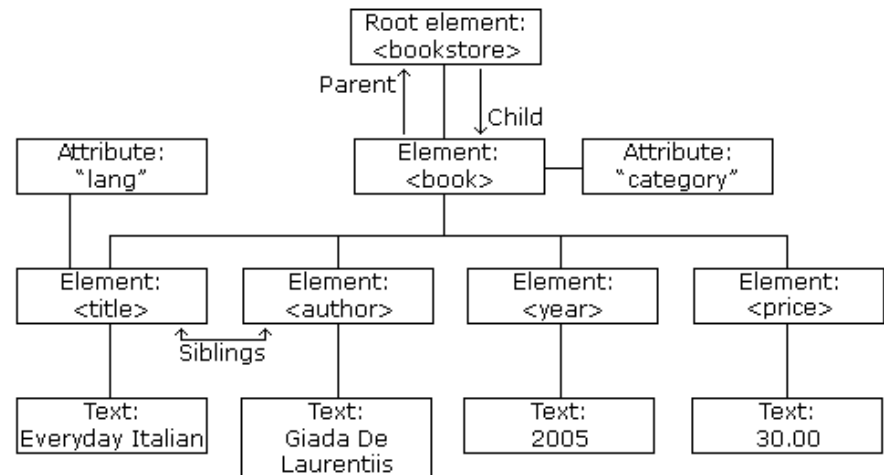 Root element:
<bookstore>
Parent
Child
Attribute:
“lang”
Element:
<book>
Attribute:
“category”
Element:
<title>
Element:
<author>
Element:
<year>
Element:
<price>
Siblings
Text:
Everyday Italian
Text:
Giada De
Laurentiis
Text:
2005
Text:
30.00